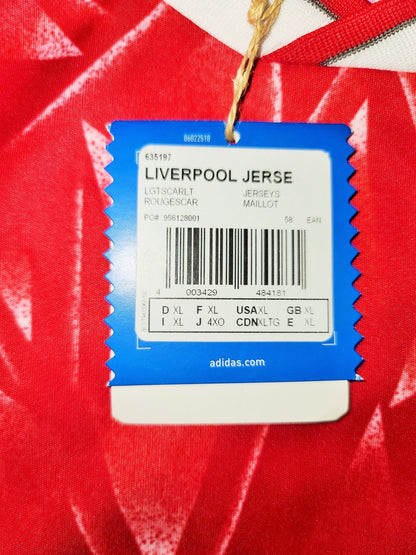 06022510
635197
LIVERPOOL JERSE
LGTSCARLT JERSEYS
ROUGESCAR MAILLOT
PO# 956128001 58 EAN
4 003429 484181
D XL F XL USA XL GB XL
I XL J 4XO CDN XLTG E XL
adidas.com